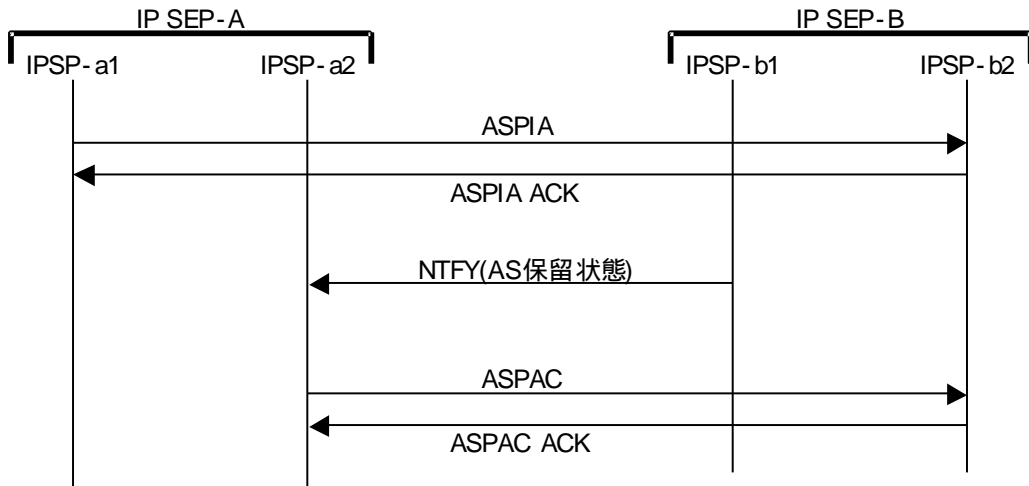 IP SEP-A
IP SEP-B
IPSP-a1
IPSP-a2
IPSP-b1
IPSP-b2
ASPIA
ASPIA ACK
NTFY(AS保留状態)
ASPAC
ASPAC ACK